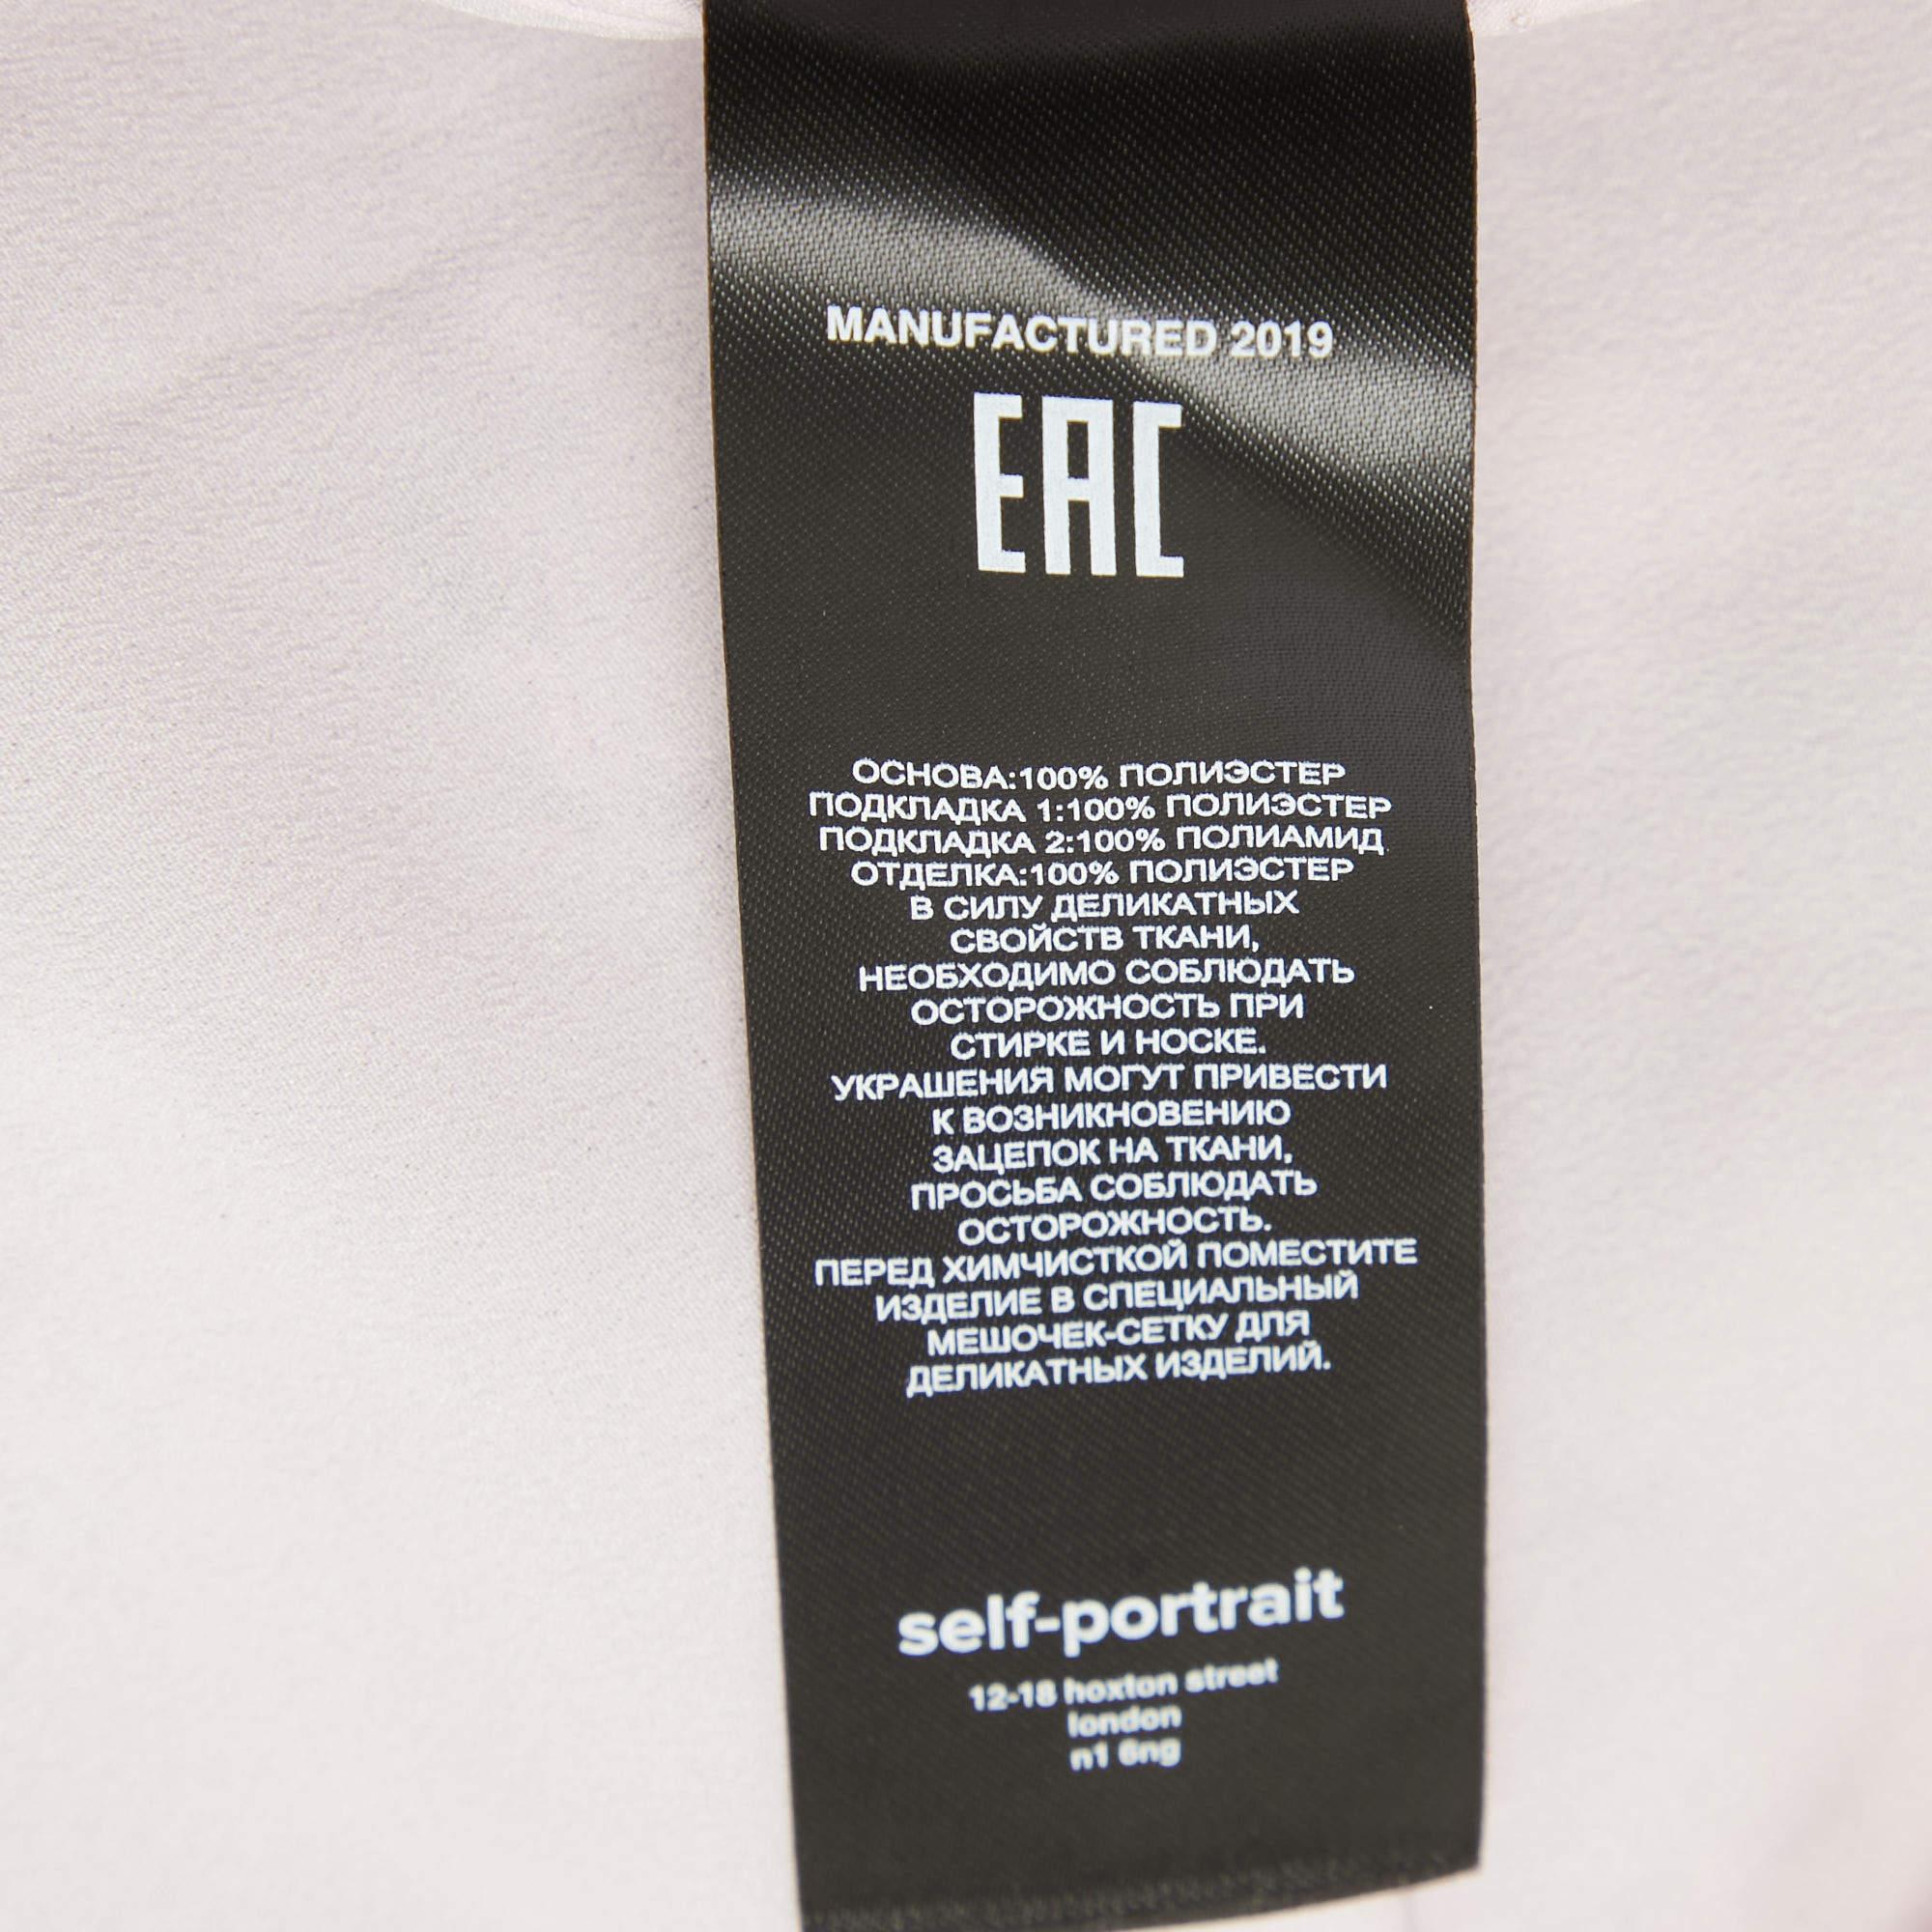 MANUFACTURED 2019
EAC
ОСНОВА:100% ПОЛИЭСТЕР
ПОДКЛАДКА 1:100% ПОЛИЭСТЕР
ПОДКЛАДКА 2:100% ПОЛИАМИД
ОТДЕЛКА:100% ПОЛИЭСТЕР
В СИЛУ ДЕЛИКАТНЫХ
СВОЙСТВ ТКАНИ,
НЕОБХОДИМО СОБЛЮДАТЬ
ОСТОРОЖНОСТЬ ПРИ
СТИРКЕ И НОСКЕ.
УКРАШЕНИЯ МОГУТ ПРИВЕСТИ
К ВОЗНИКНОВЕНИЮ
ЗАЦЕПОК НА ТКАНИ,
ПРОСЬБА СОБЛЮДАТЬ
ОСТОРОЖНОСТЬ.
ПЕРЕД ХИМЧИСТКОЙ ПОМЕСТИТЕ
ИЗДЕЛИЕ В СПЕЦИАЛЬНЫЙ
МЕШОЧЕК-СЕТКУ ДЛЯ
ДЕЛИКАТНЫХ ИЗДЕЛИЙ.
self-portrait
12-18 hoxton street
london
n1 6ng